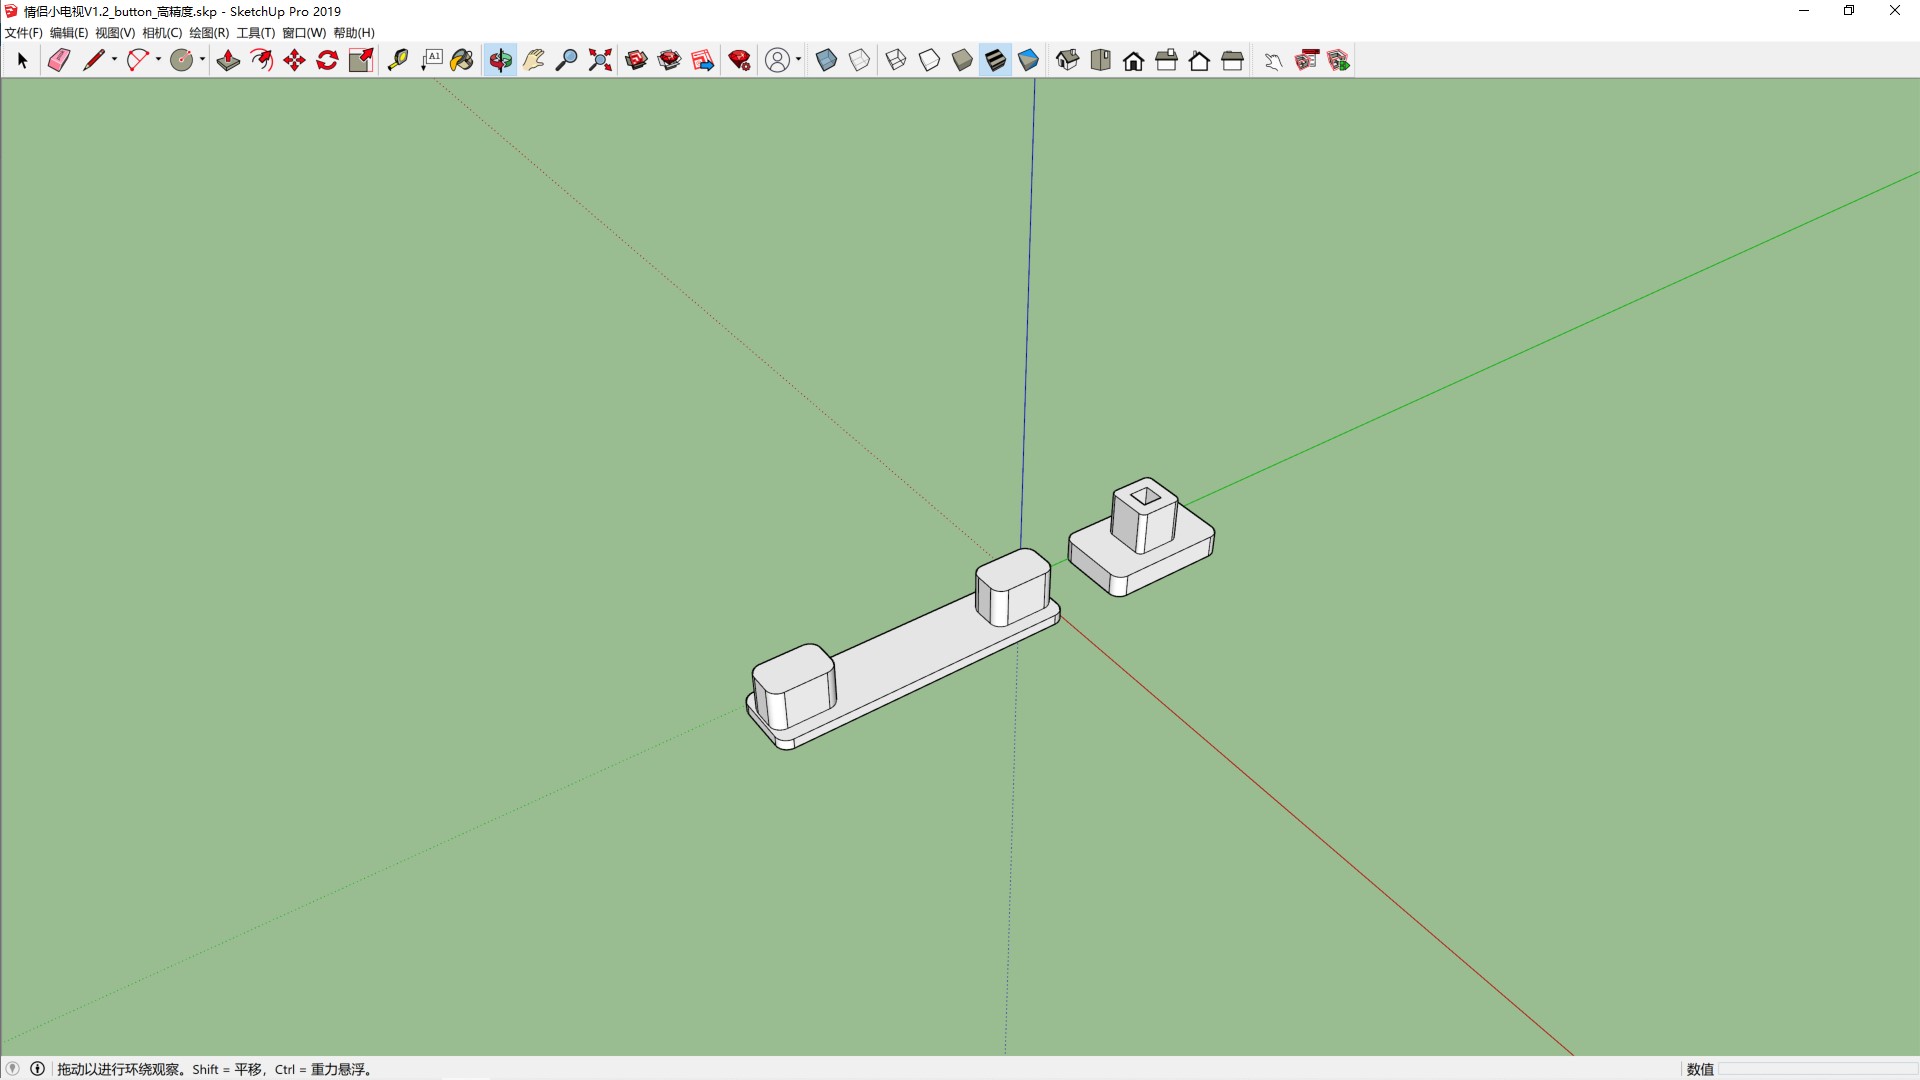 情侣小电视V1.2_button_高精度.skp - SketchUp Pro 2019
文件(F) 编辑(E) 视图(V) 相机(C) 绘图(R) 工具(T) 窗口(W) 帮助(H)
A1
拖动以进行环绕观察。Shift = 平移，Ctrl = 重力悬浮。
数值